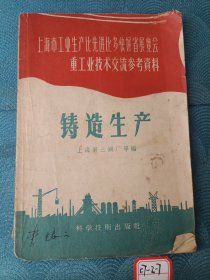 上海市工业生产比先进比多快好省展览会
重工业技术交流参考资料
铸造生产
上海第二钢厂等编
科学技术出版社